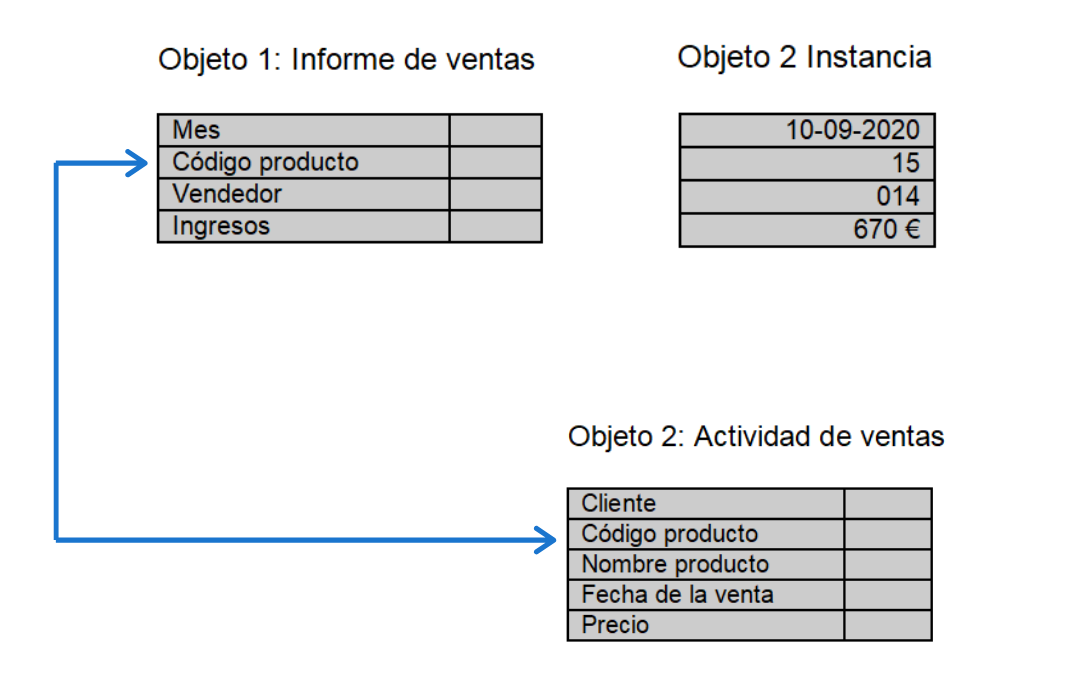 Objeto 1: Informe de ventas
Objeto 2 Instancia
Mes
Código producto
Vendedor
Ingresos
10-09-2020
15
014
670 €
Objeto 2: Actividad de ventas
Cliente
Código producto
Nombre producto
Fecha de la venta
Precio